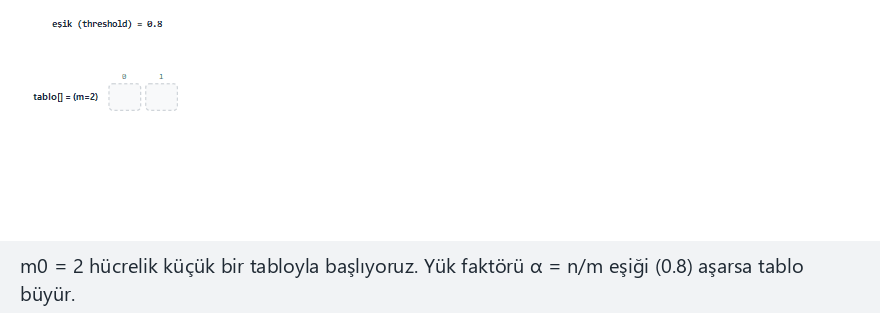 eşik (threshold) = 0.8
0 1
tablo[] = (m=2)
m0 = 2 hücrelik küçük bir tabloyla başlıyoruz. Yük faktörü α = n/m eşiği (0.8) aşarsa tablo
büyür.